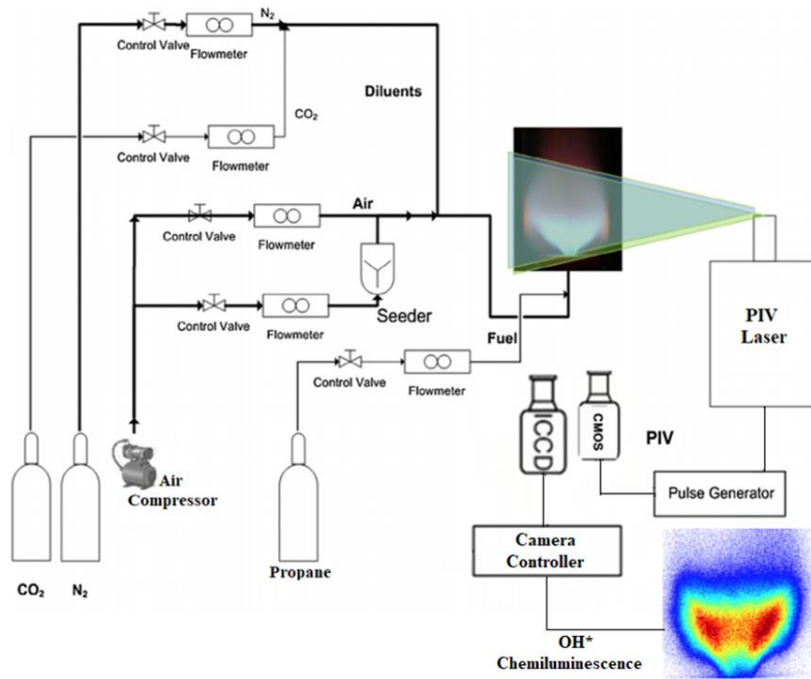 N₂
Control Valve
Flowmeter
Diluents
CO₂
Control Valve
Flowmeter
Air
Control Valve
Flowmeter
Seeder
Control Valve
Flowmeter
Fuel
Control Valve
Flowmeter
PIV
Laser
ICCD
CMOS
PIV
Pulse Generator
Air
Compressor
Propane
Camera
Controller
CO₂
N₂
OH*
Chemiluminescence